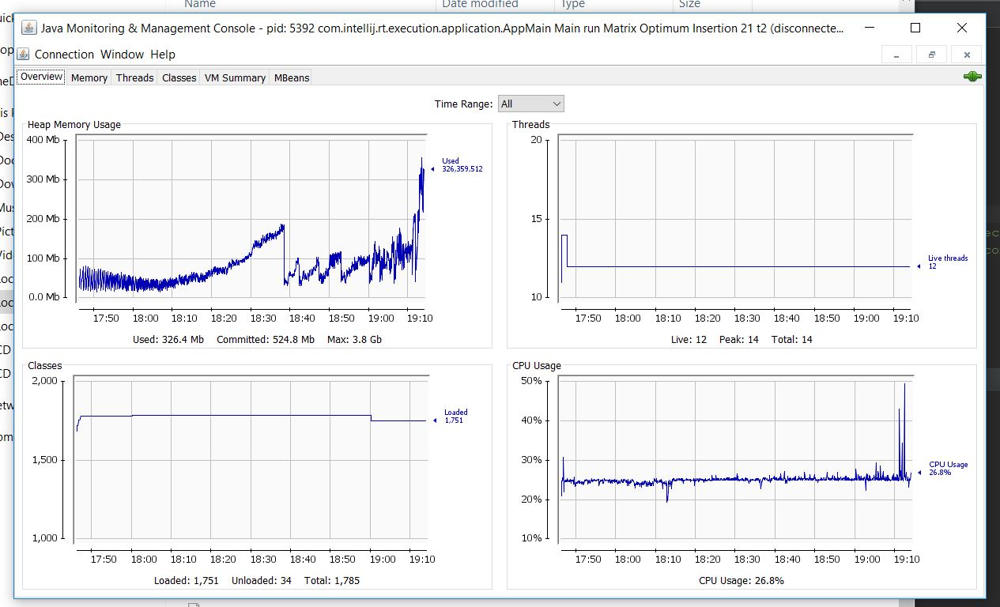 Name Date modified Type Size
Java Monitoring & Management Console - pid: 5392 com.intellij.rt.execution.application.AppMain Main run Matrix Optimum Insertion 21 t2 (disconnecte...
Connection Window Help
Overview Memory Threads Classes VM Summary MBeans
Time Range: All
Heap Memory Usage
400 Mb
300 Mb
200 Mb
100 Mb
0.0 Mb
Used
326,359,512
17:50 18:00 18:10 18:20 18:30 18:40 18:50 19:00 19:10
Used: 326.4 Mb Committed: 524.8 Mb Max: 3.8 Gb
Threads
20
15
10
Live threads
12
17:50 18:00 18:10 18:20 18:30 18:40 18:50 19:00 19:10
Live: 12 Peak: 14 Total: 14
Classes
2,000
1,500
1,000
Loaded
1,751
17:50 18:00 18:10 18:20 18:30 18:40 18:50 19:00 19:10
Loaded: 1,751 Unloaded: 34 Total: 1,785
CPU Usage
50%
40%
30%
20%
10%
CPU Usage
26.8%
17:50 18:00 18:10 18:20 18:30 18:40 18:50 19:00 19:10
CPU Usage: 26.8%